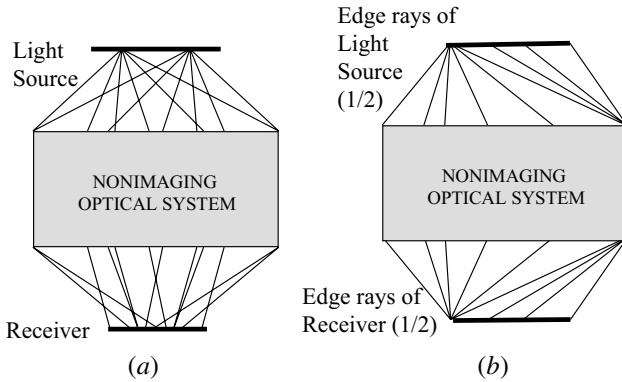 Light
Source
NONIMAGING
OPTICAL SYSTEM
Receiver
(a)
Edge rays of
Light
Source
(1/2)
NONIMAGING
OPTICAL SYSTEM
Edge rays of
Receiver (1/2)
(b)